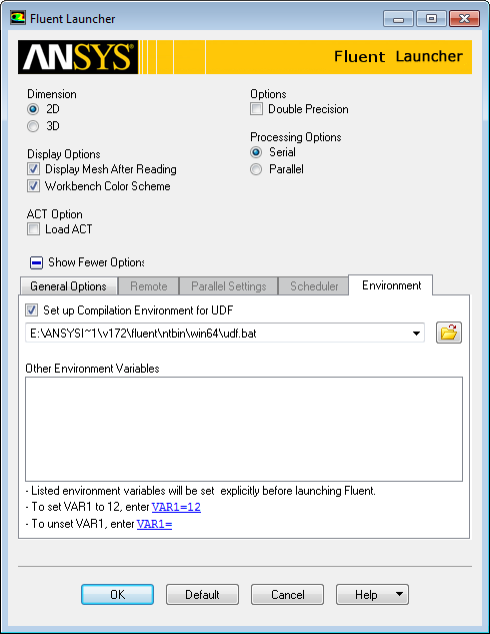 Fluent Launcher
ANSYS® Fluent Launcher
Dimension
2D
3D
Options
Double Precision
Processing Options
Serial
Parallel
Display Options
Display Mesh After Reading
Workbench Color Scheme
ACT Option
Load ACT
Show Fewer Options
General Options Remote Parallel Settings Scheduler Environment
Set up Compilation Environment for UDF
E:\ANSYSI~1\v172\fluent\ntbin\win64\udf.bat
Other Environment Variables
- Listed environment variables will be set explicitly before launching Fluent.
- To set VAR1 to 12, enter VAR1=12
- To unset VAR1, enter VAR1=
OK Default Cancel Help